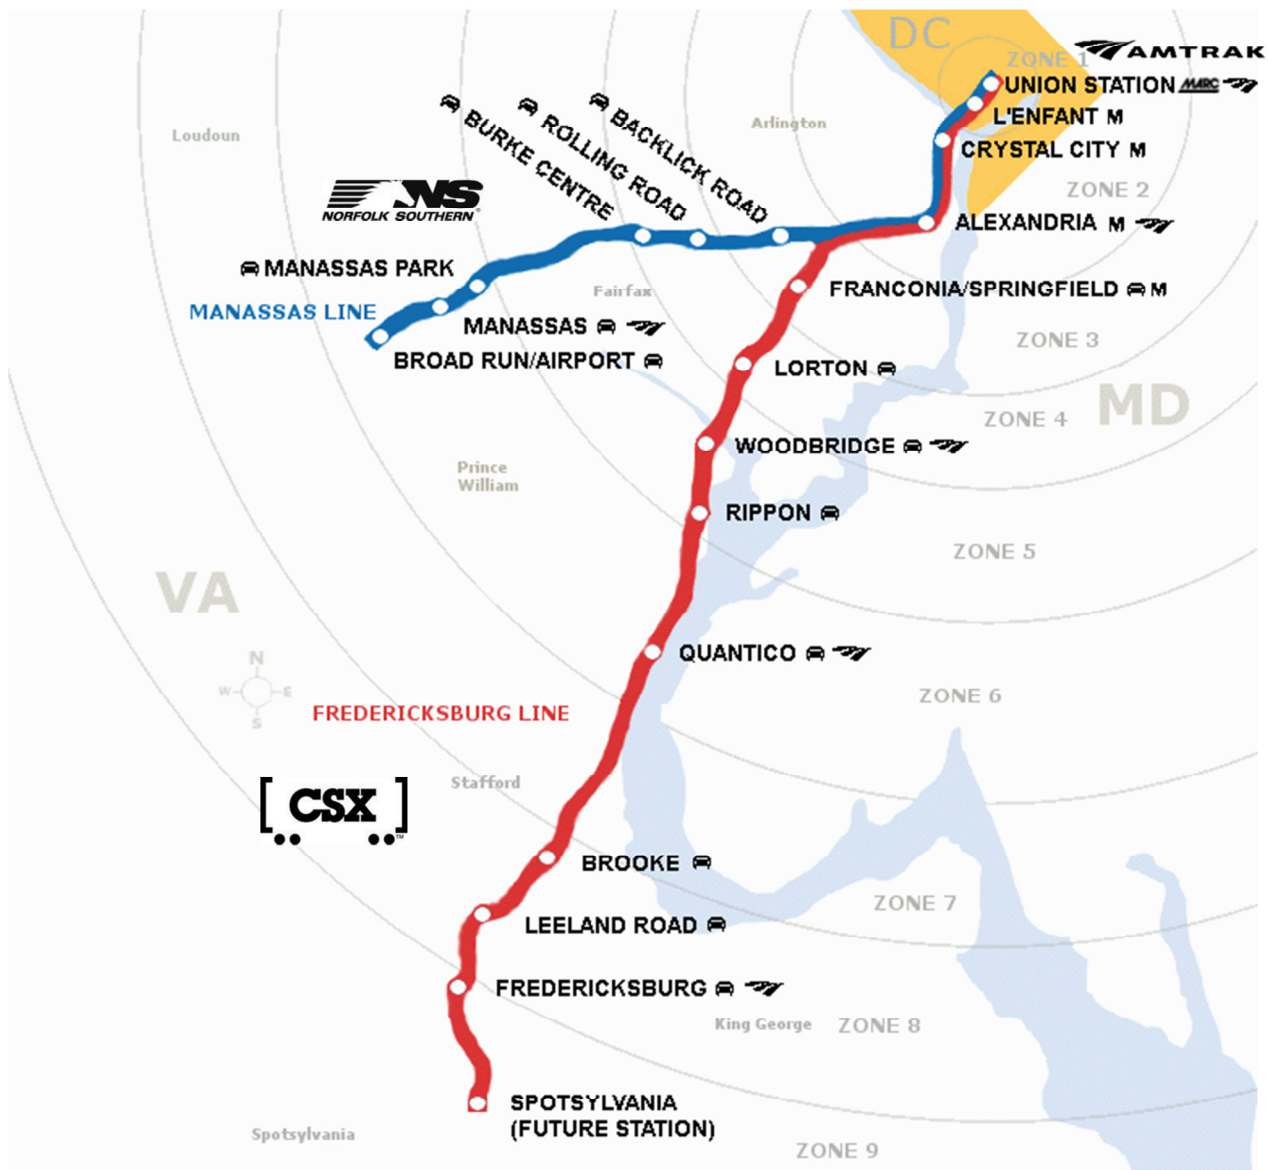 DC
ZONE 1
AMTRAK
UNION STATION MARC
L'ENFANT M
CRYSTAL CITY M
Arlington
Loudoun
BACKLICK ROAD
ROLLING ROAD
BURKE CENTRE
ZONE 2
NS
NORFOLK SOUTHERN
ALEXANDRIA M
MANASSAS PARK
MANASSAS LINE
Fairfax
FRANCONIA/SPRINGFIELD M
MANASSAS
BROAD RUN/AIRPORT
ZONE 3
LORTON
MD
ZONE 4
WOODBRIDGE
Prince
William
RIPPON
ZONE 5
VA
QUANTICO
N
W E
S
ZONE 6
FREDERICKSBURG LINE
Stafford
[CSX]™
BROOKE
ZONE 7
LEELAND ROAD
FREDERICKSBURG
King George
ZONE 8
SPOTSYLVANIA
(FUTURE STATION)
Spotsylvania
ZONE 9